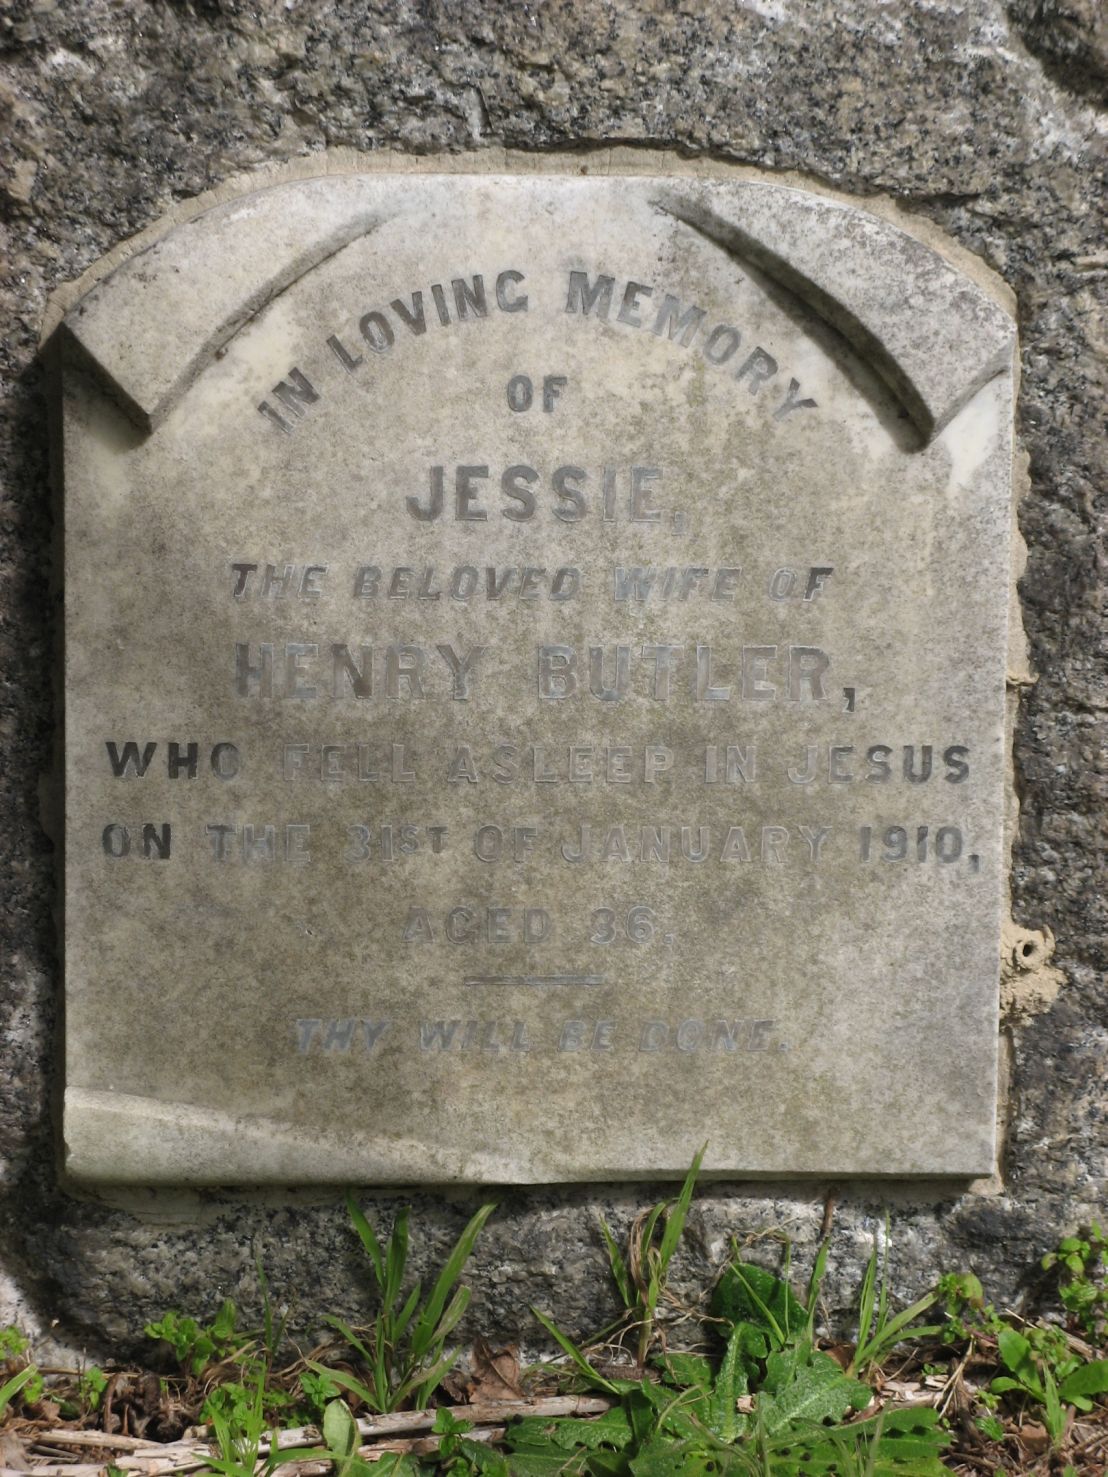 IN LOVING MEMORY
OF
JESSIE,
THE BELOVED WIFE OF
HENRY BUTLER,
WHO FELL ASLEEP IN JESUS
ON THE 31ST OF JANUARY 1910,
AGED 36.
THY WILL BE DONE.